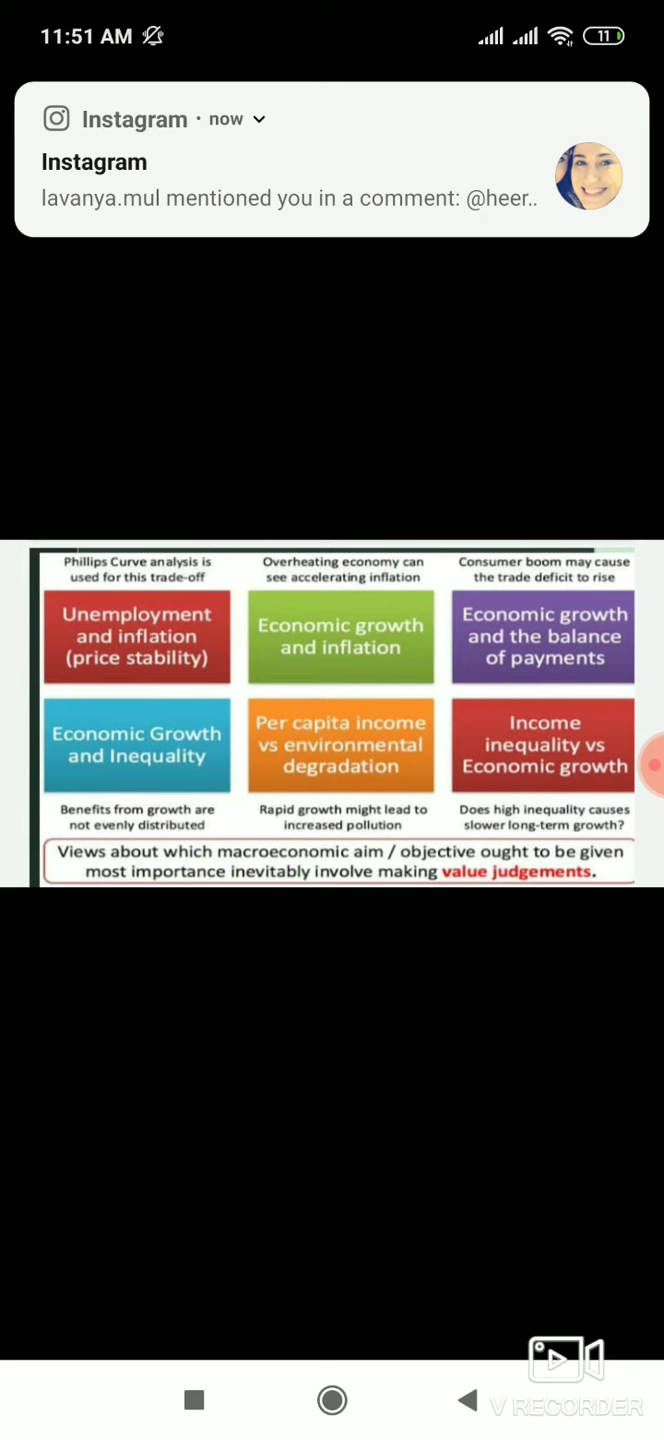 11:51 AM
11
Instagram · now
Instagram
lavanya.mul mentioned you in a comment: @heer..
Phillips Curve analysis is
used for this trade-off
Overheating economy can
see accelerating inflation
Consumer boom may cause
the trade deficit to rise
Unemployment
and inflation
(price stability)
Economic growth
and inflation
Economic growth
and the balance
of payments
Economic Growth
and Inequality
Per capita income
vs environmental
degradation
Income
inequality vs
Economic growth
Benefits from growth are
not evenly distributed
Rapid growth might lead to
increased pollution
Does high inequality causes
slower long-term growth?
Views about which macroeconomic aim / objective ought to be given
most importance inevitably involve making value judgements.
V RECORDER